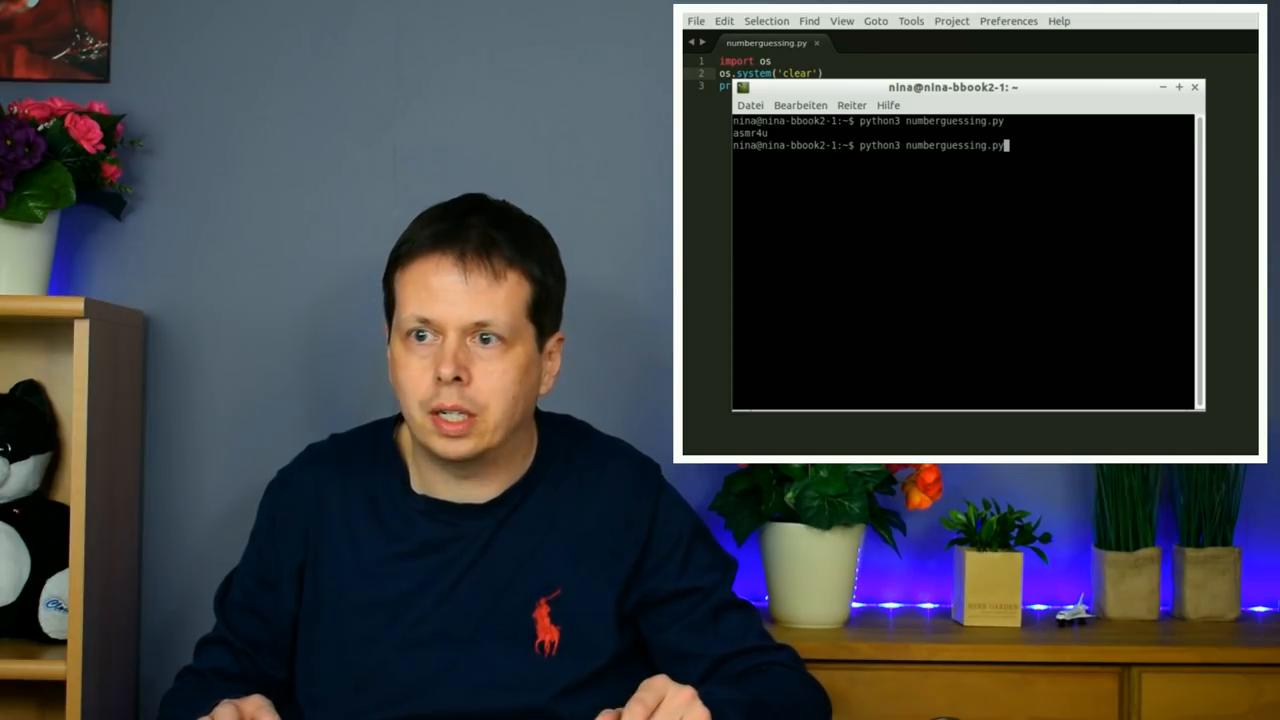 File Edit Selection Find View Goto Tools Project Preferences Help
numberguessing.py
1 import os
2 os.system('clear')
3 pr
nina@nina-bbook2-1: ~
Datei Bearbeiten Reiter Hilfe
nina@nina-bbook2-1:~$ python3 numberguessing.py
asmr4u
nina@nina-bbook2-1:~$ python3 numberguessing.py
HERB GARDEN